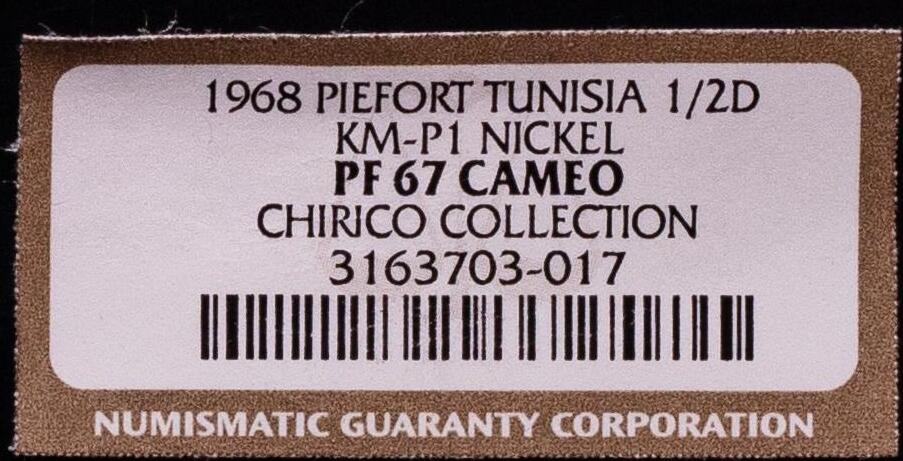 1968 PIEFORT TUNISIA 1/2D
KM-P1 NICKEL
PF 67 CAMEO
CHIRICO COLLECTION
3163703-017
NUMISMATIC GUARANTY CORPORATION